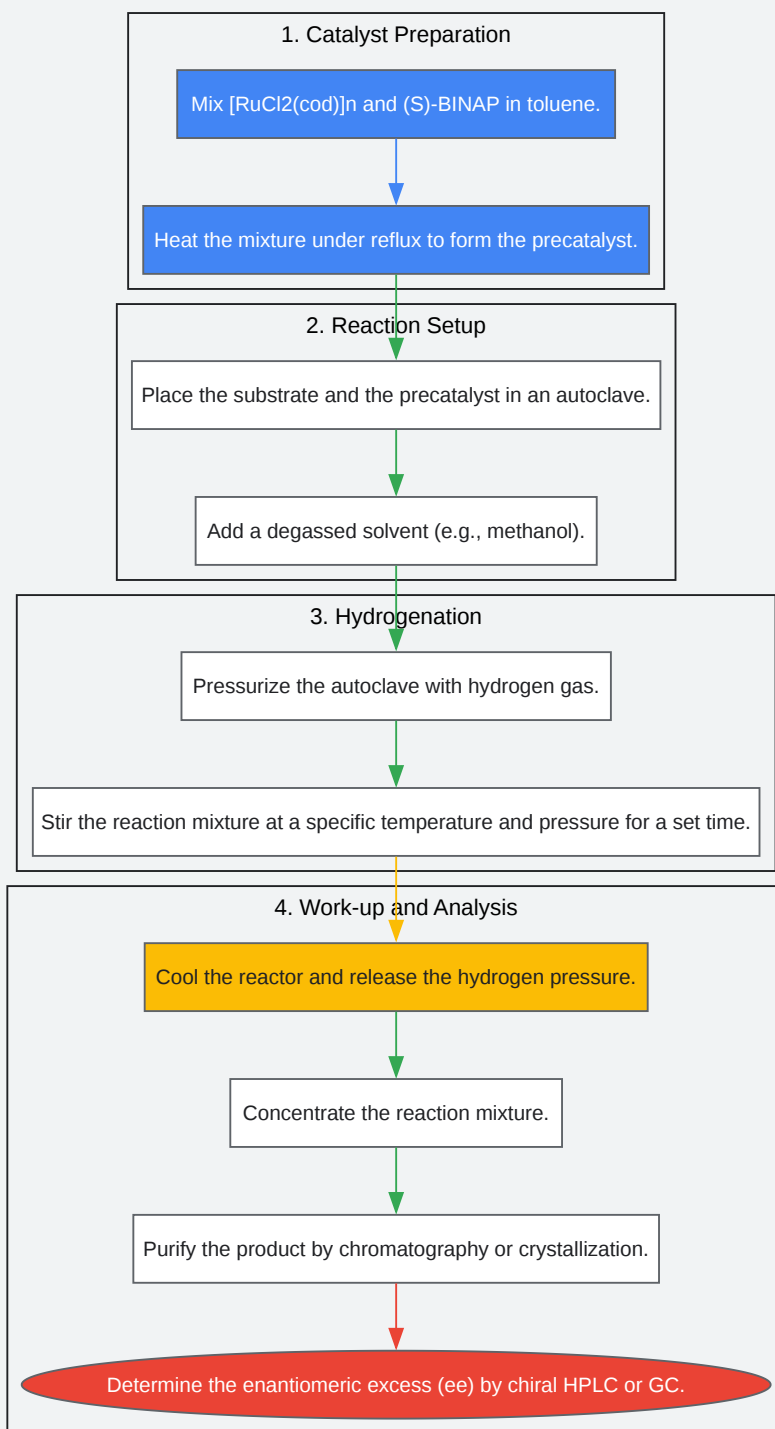 1. Catalyst Preparation
Mix [RuCl2(cod)]n and (S)-BINAP in toluene.
Heat the mixture under reflux to form the precatalyst.
2. Reaction Setup
Place the substrate and the precatalyst in an autoclave.
Add a degassed solvent (e.g., methanol).
3. Hydrogenation
Pressurize the autoclave with hydrogen gas.
Stir the reaction mixture at a specific temperature and pressure for a set time.
4. Work-up and Analysis
Cool the reactor and release the hydrogen pressure.
Concentrate the reaction mixture.
Purify the product by chromatography or crystallization.
Determine the enantiomeric excess (ee) by chiral HPLC or GC.